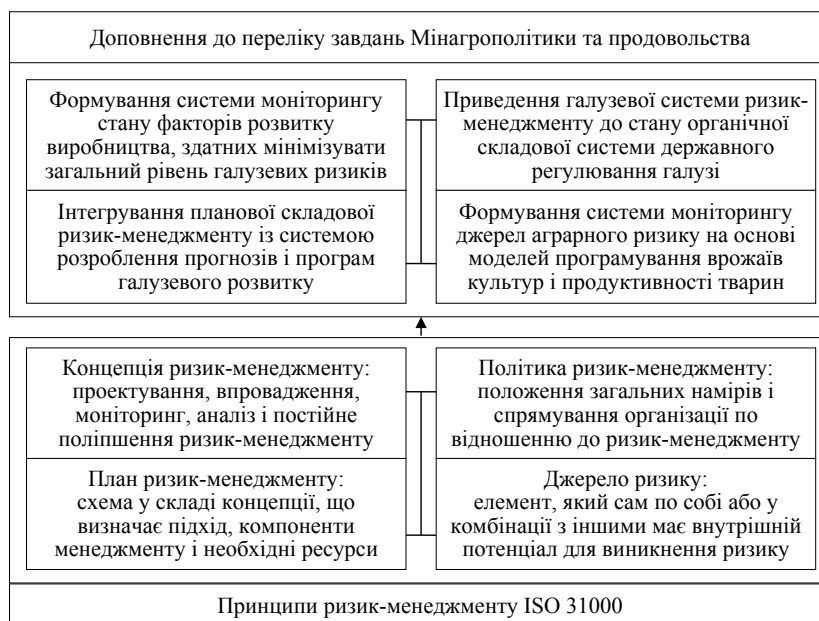 Доповнення до переліку завдань Мінагрополітики та продовольства
Формування системи моніторингу
стану факторів розвитку
виробництва, здатних мінімізувати
загальний рівень галузевих ризиків
Приведення галузевої системи ризик-
менеджменту до стану органічної
складової системи державного
регулювання галузі
Інтегрування планової складової
ризик-менеджменту із системою
розроблення прогнозів і програм
галузевого розвитку
Формування системи моніторингу
джерел аграрного ризику на основі
моделей програмування врожаїв
культур і продуктивності тварин
Концепція ризик-менеджменту:
проектування, впровадження,
моніторинг, аналіз і постійне
поліпшення ризик-менеджменту
Політика ризик-менеджменту:
положення загальних намірів і
спрямування організації по
відношенню до ризик-менеджменту
План ризик-менеджменту:
схема у складі концепції, що
визначає підхід, компоненти
менеджменту і необхідні ресурси
Джерело ризику:
елемент, який сам по собі або у
комбінації з іншими має внутрішній
потенціал для виникнення ризику
Принципи ризик-менеджменту ISO 31000